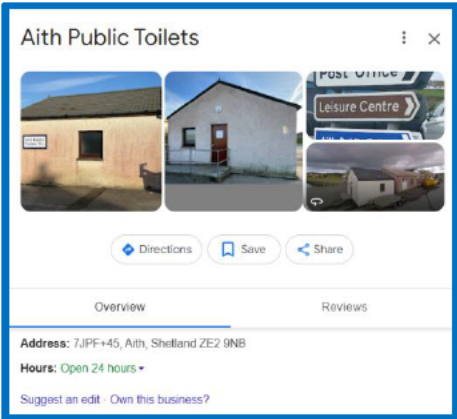 Aith Public Toilets
Post Office
Leisure Centre
Directions
Save
Share
Overview
Reviews
Address: 7JPF+45, Aith, Shetland ZE2 9NB
Hours: Open 24 hours
Suggest an edit · Own this business?